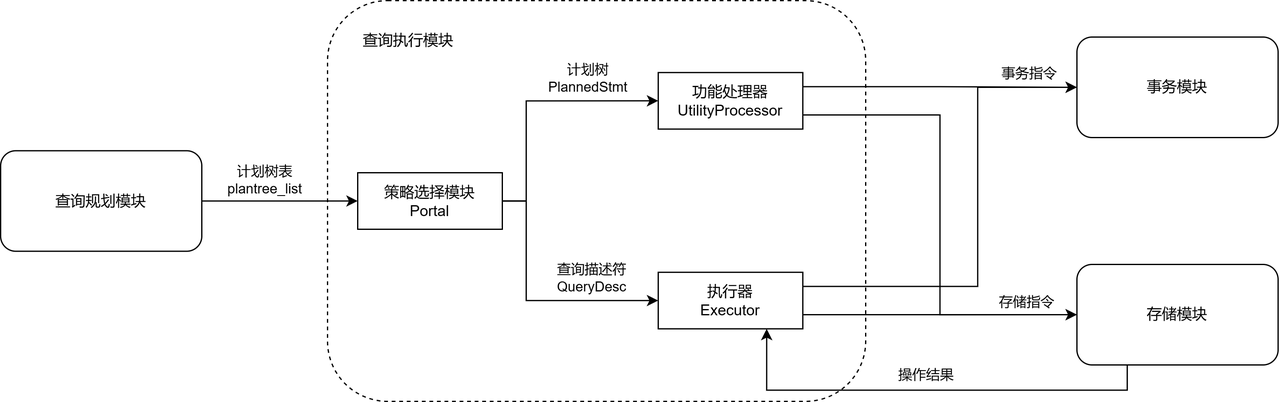 查询执行模块
计划树
PlannedStmt
功能处理器
UtilityProcessor
事务指令
事务模块
计划树表
plantree_list
查询规划模块
策略选择模块
Portal
查询描述符
QueryDesc
执行器
Executor
存储指令
存储模块
操作结果